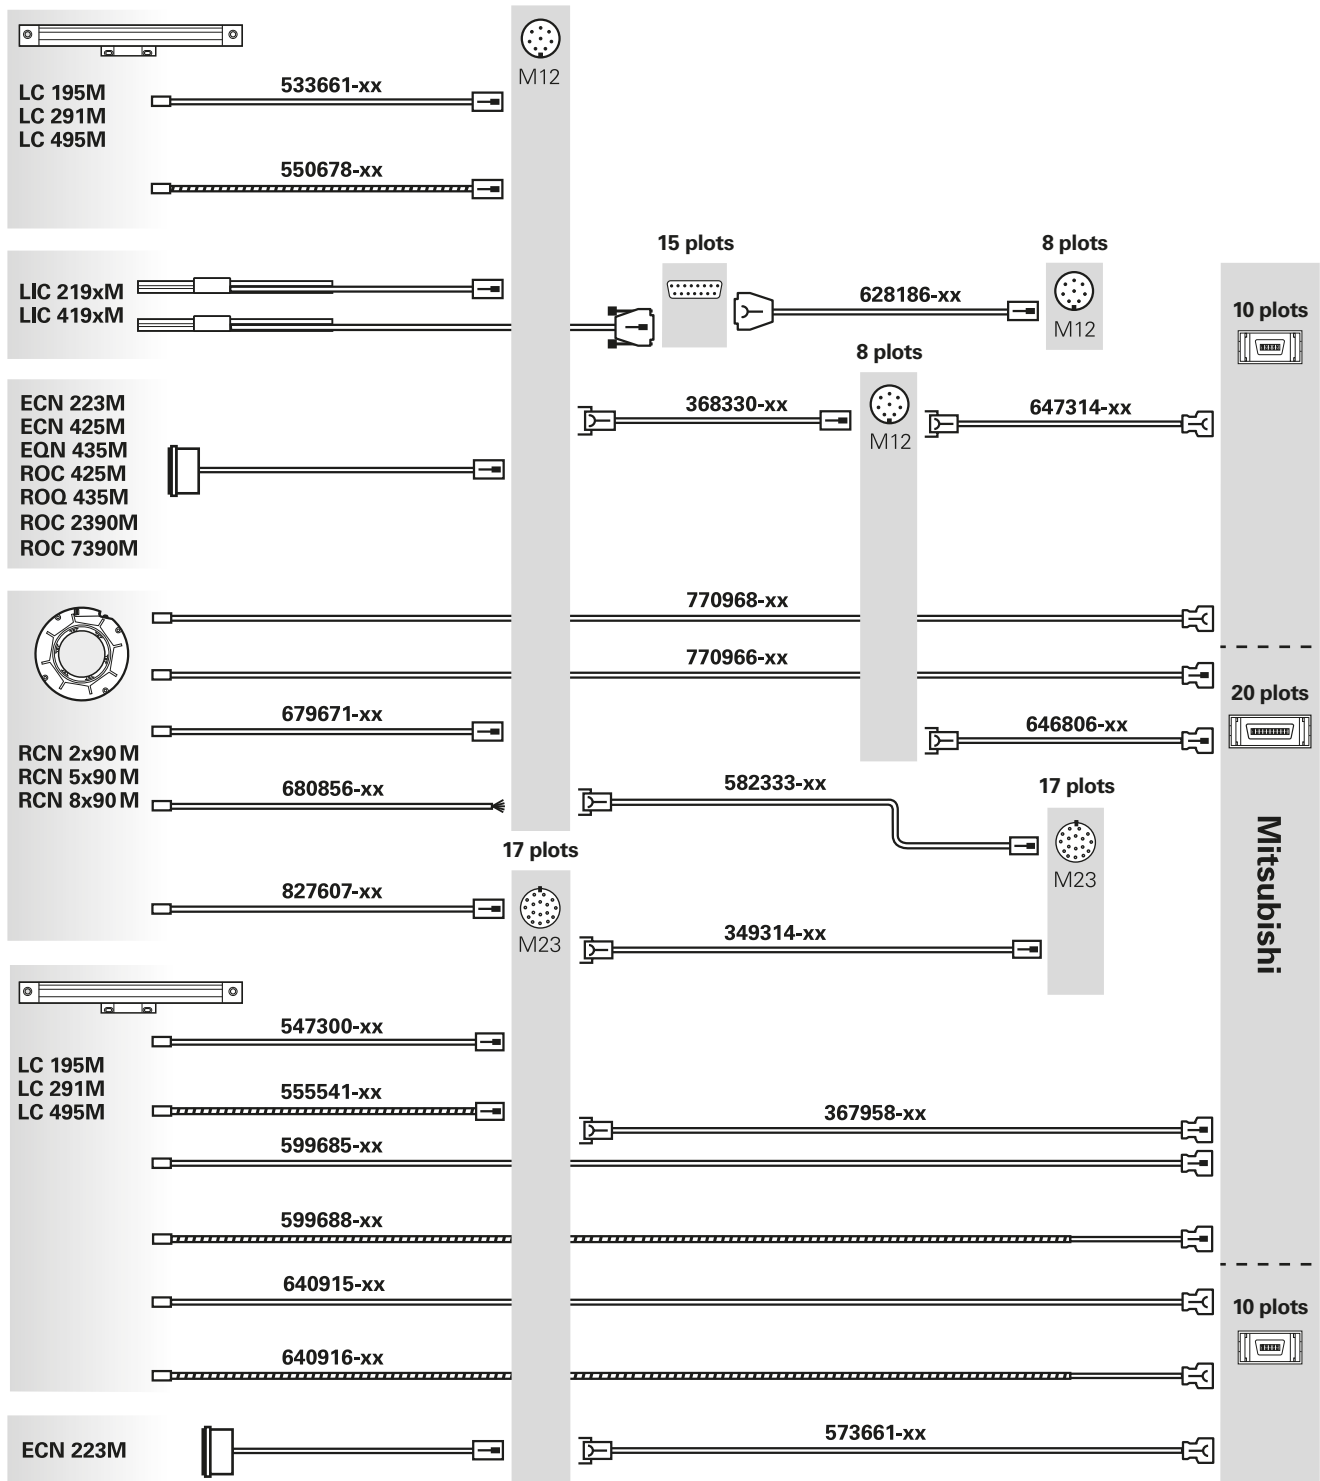 M12
533661-xx
LC 195M
LC 291M
LC 495M
550678-xx
15 plots
8 plots
LIC 219xM
LIC 419xM
628186-xx
M12
10 plots
8 plots
ECN 223M
ECN 425M
EQN 435M
ROC 425M
ROQ 435M
ROC 2390M
ROC 7390M
368330-xx
M12
647314-xx
770968-xx
770966-xx
679671-xx
20 plots
646806-xx
RCN 2x90 M
RCN 5x90 M
RCN 8x90 M
680856-xx
582333-xx
17 plots
Mitsubishi
17 plots
M23
827607-xx
M23
349314-xx
547300-xx
LC 195M
LC 291M
LC 495M
555541-xx
367958-xx
599685-xx
599688-xx
640915-xx
10 plots
640916-xx
573661-xx
ECN 223M